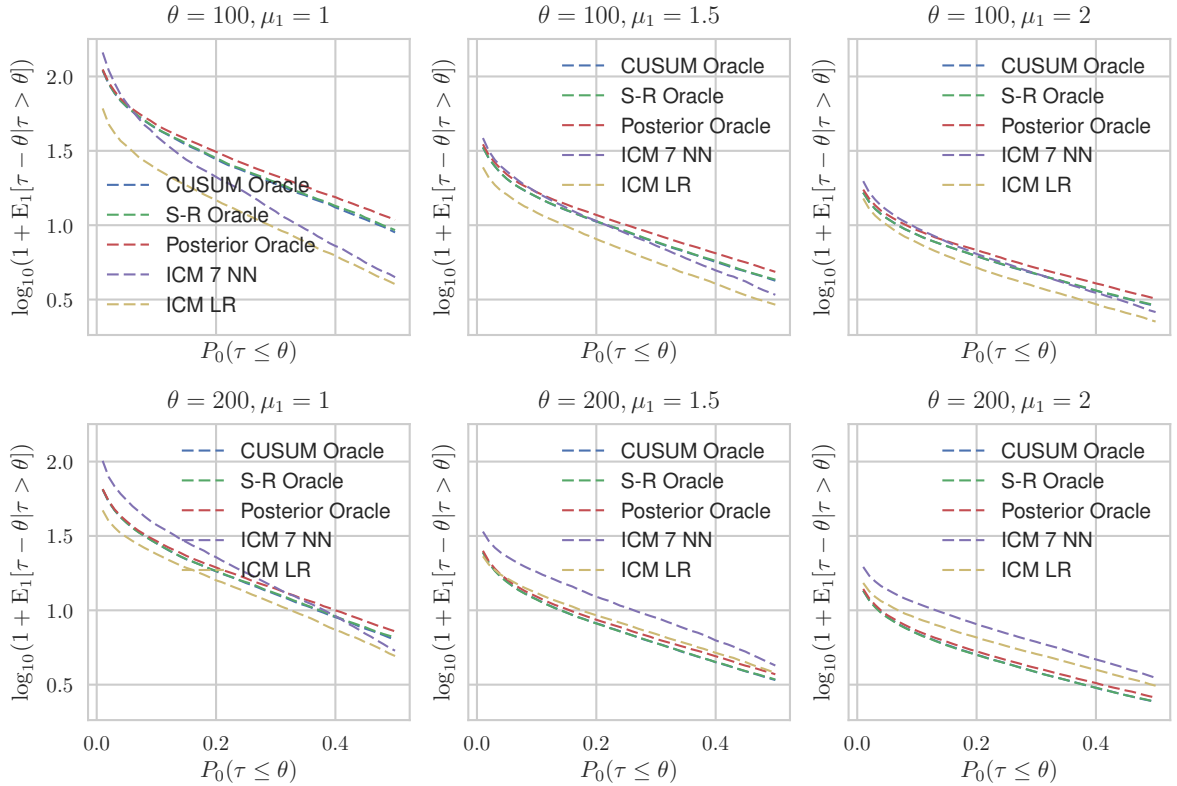 θ = 100, μ₁ = 1
log₁₀(1 + E₁[τ − θ|τ > θ])
2.0
1.5
1.0
0.5
CUSUM Oracle
S-R Oracle
Posterior Oracle
ICM 7 NN
ICM LR
P₀(τ ≤ θ)
θ = 100, μ₁ = 1.5
log₁₀(1 + E₁[τ − θ|τ > θ])
CUSUM Oracle
S-R Oracle
Posterior Oracle
ICM 7 NN
ICM LR
P₀(τ ≤ θ)
θ = 100, μ₁ = 2
log₁₀(1 + E₁[τ − θ|τ > θ])
CUSUM Oracle
S-R Oracle
Posterior Oracle
ICM 7 NN
ICM LR
P₀(τ ≤ θ)
θ = 200, μ₁ = 1
log₁₀(1 + E₁[τ − θ|τ > θ])
2.0
1.5
1.0
0.5
CUSUM Oracle
S-R Oracle
Posterior Oracle
ICM 7 NN
ICM LR
0.0 0.2 0.4
P₀(τ ≤ θ)
θ = 200, μ₁ = 1.5
log₁₀(1 + E₁[τ − θ|τ > θ])
CUSUM Oracle
S-R Oracle
Posterior Oracle
ICM 7 NN
ICM LR
0.0 0.2 0.4
P₀(τ ≤ θ)
θ = 200, μ₁ = 2
log₁₀(1 + E₁[τ − θ|τ > θ])
CUSUM Oracle
S-R Oracle
Posterior Oracle
ICM 7 NN
ICM LR
0.0 0.2 0.4
P₀(τ ≤ θ)